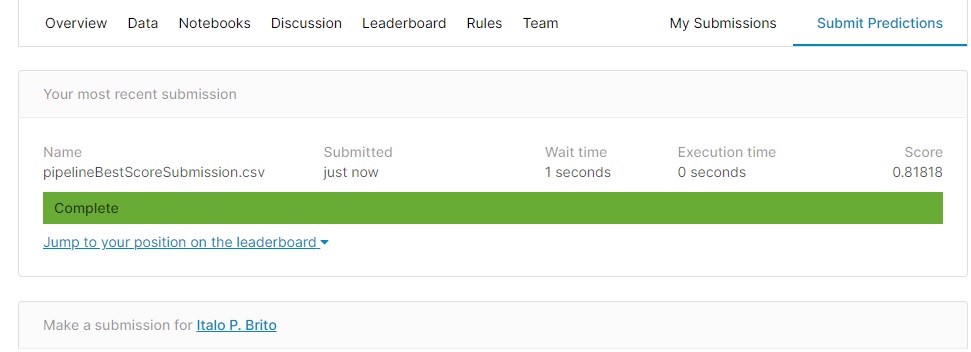 Overview Data Notebooks Discussion Leaderboard Rules Team My Submissions Submit Predictions
Your most recent submission
Name Submitted Wait time Execution time Score
pipelineBestScoreSubmission.csv just now 1 seconds 0 seconds 0.81818
Complete
Jump to your position on the leaderboard
Make a submission for Italo P. Brito